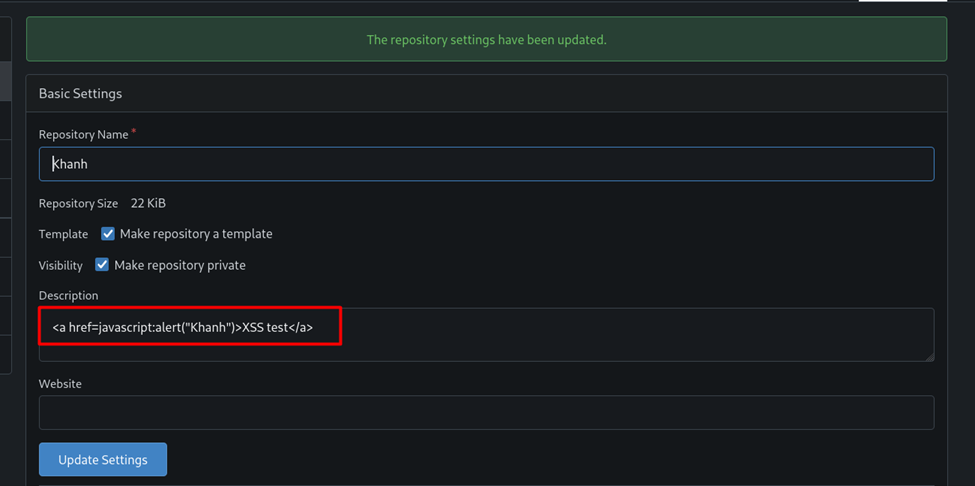 The repository settings have been updated.
Basic Settings
Repository Name *
Khanh
Repository Size 22 KiB
Template Make repository a template
Visibility Make repository private
Description
<a href=javascript:alert("Khanh")>XSS test</a>
Website
Update Settings